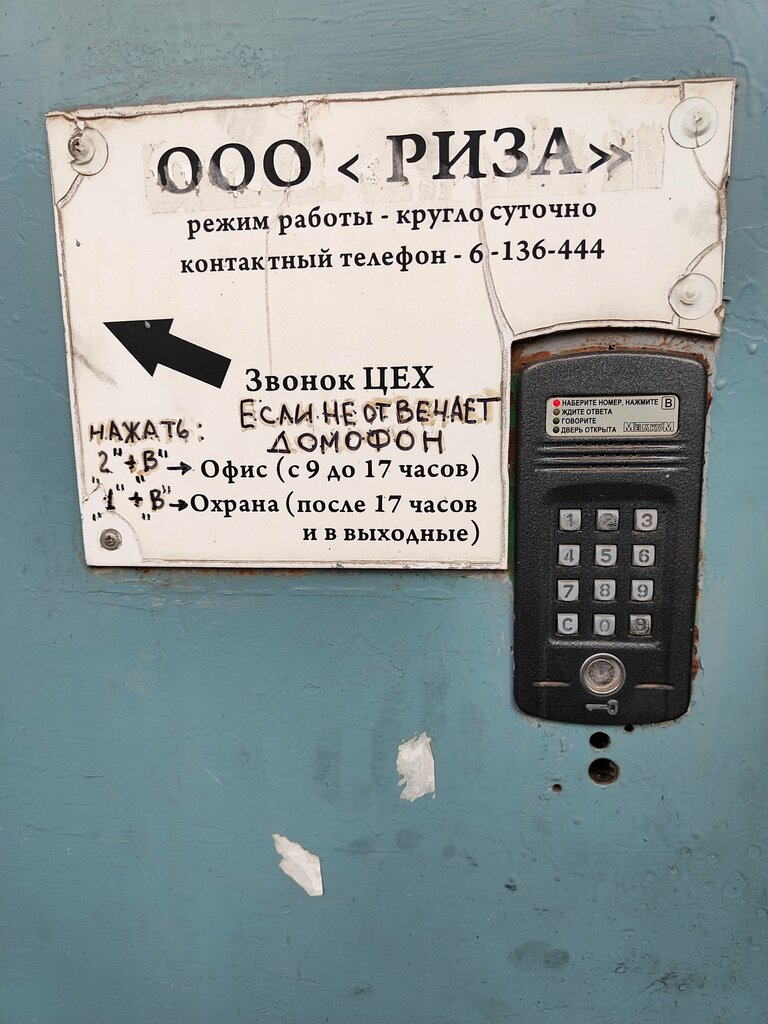 ООО < РИЗА»
режим работы - круглосуточно
контактный телефон - 6-136-444
Звонок ЦЕХ
ЕСЛИ НЕ ОТВЕЧАЕТ
ДОМОФОН
НАЖАТЬ:
"2"+"В"→ Офис (с 9 до 17 часов)
"1"+"В"→Охрана (после 17 часов
и в выходные)
НАБЕРИТЕ НОМЕР, НАЖМИТЕ В
ЖДИТЕ ОТВЕТА
ГОВОРИТЕ
ДВЕРЬ ОТКРЫТА МЕТАКОМ
1 2 3
4 5 6
7 8 9
С 0 В